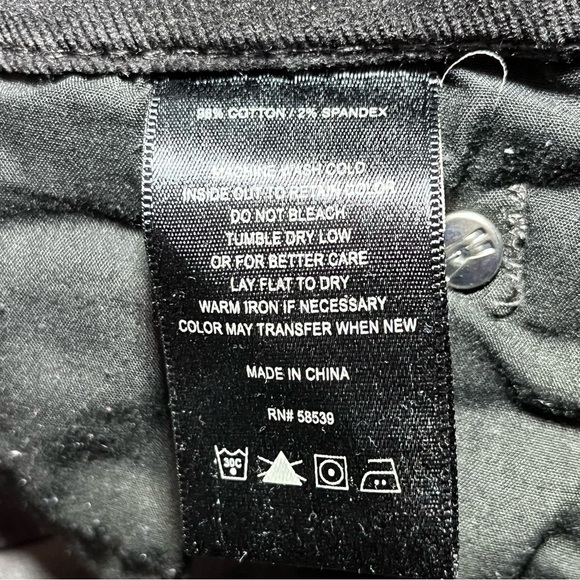 98% COTTON / 2% SPANDEX
MACHINE WASH COLD
INSIDE OUT TO RETAIN COLOR
DO NOT BLEACH
TUMBLE DRY LOW
OR FOR BETTER CARE
LAY FLAT TO DRY
WARM IRON IF NECESSARY
COLOR MAY TRANSFER WHEN NEW
MADE IN CHINA
RN# 58539
30C